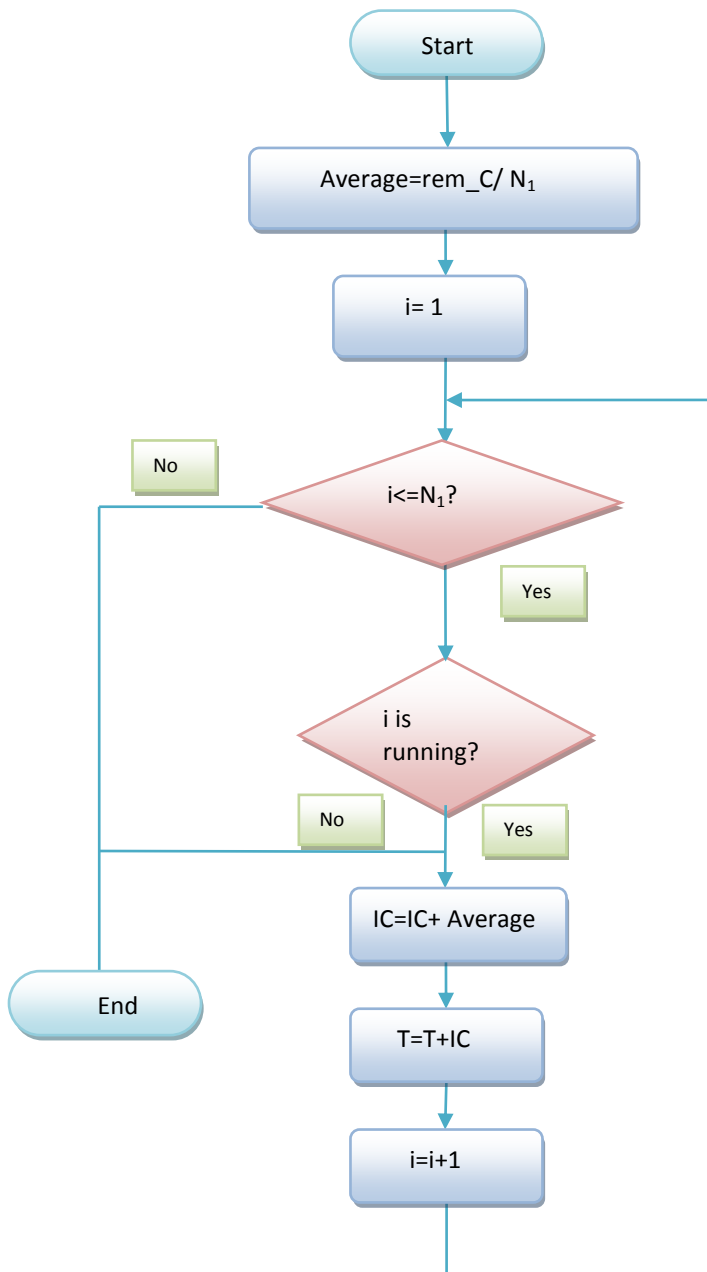 Start
Average=rem_C/ N₁
i= 1
No
i<=N₁?
Yes
i is
running?
No
Yes
IC=IC+ Average
End
T=T+IC
i=i+1